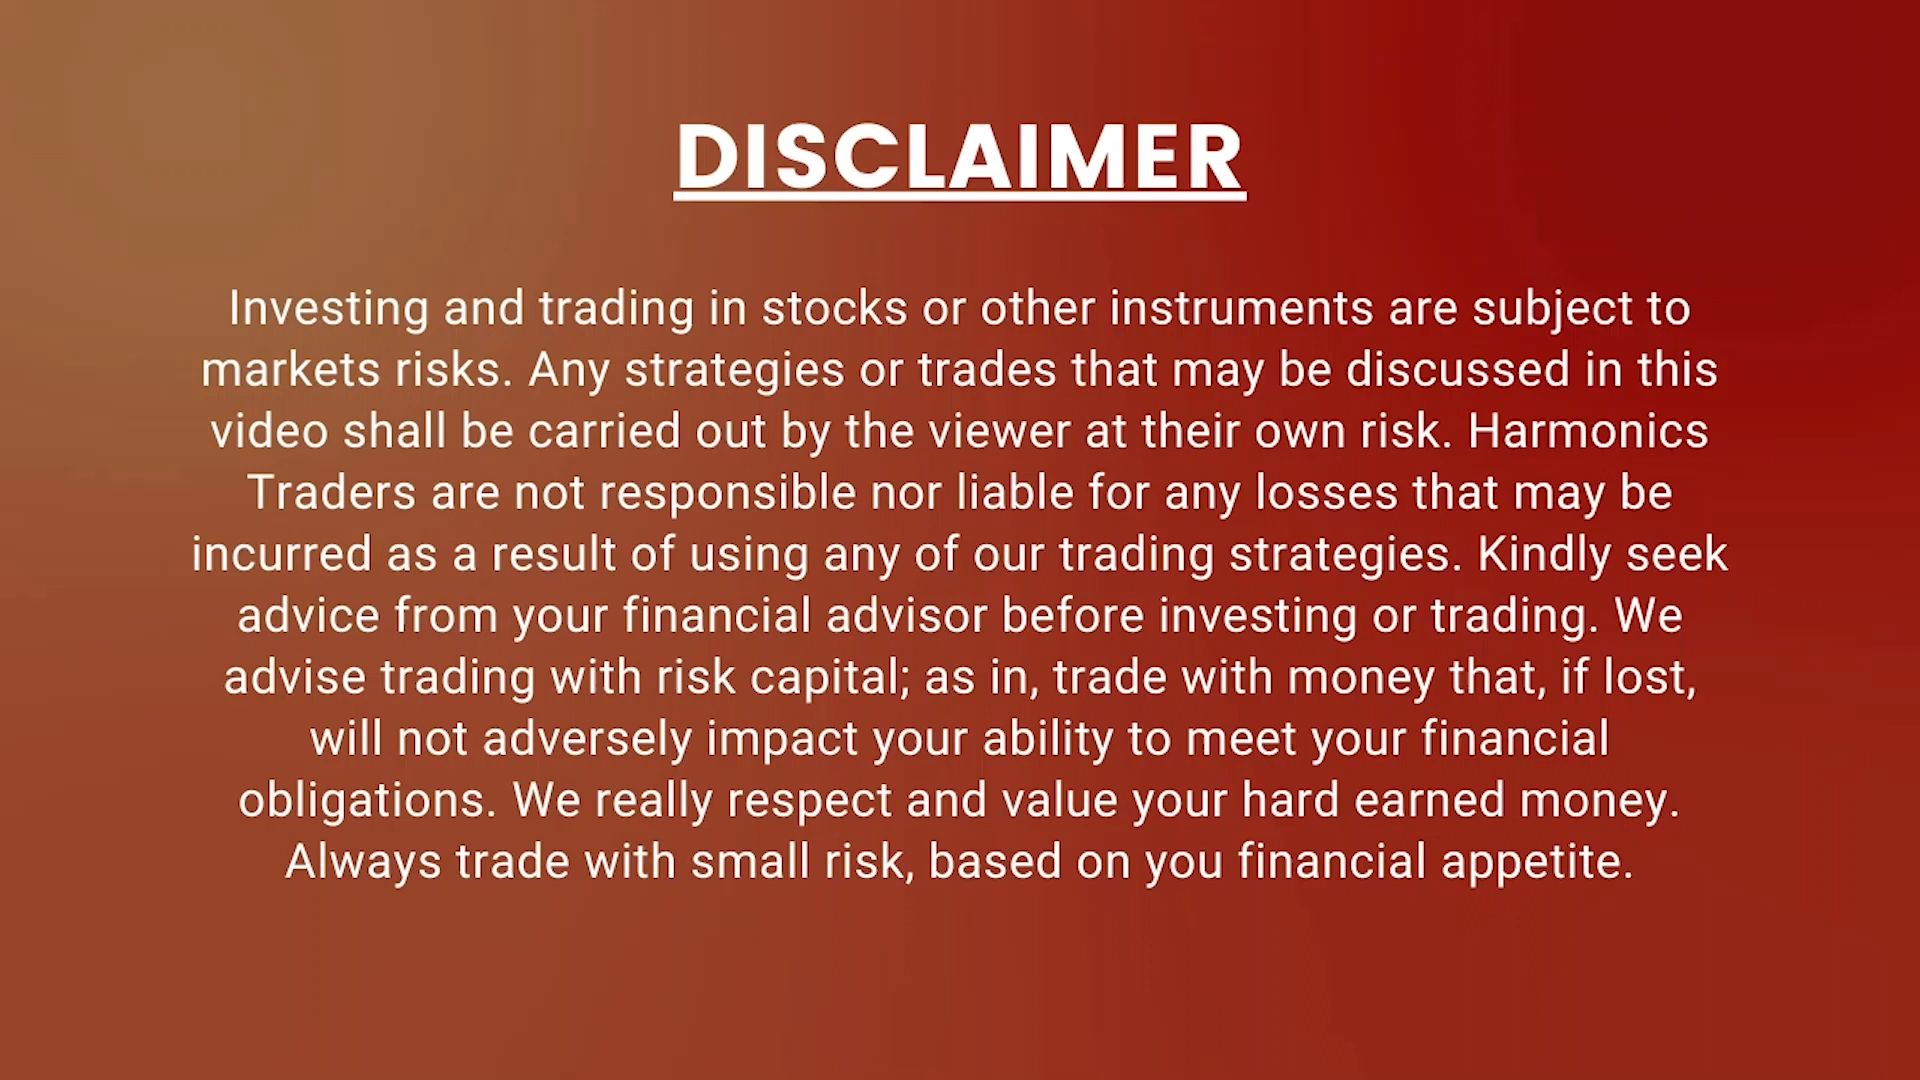 DISCLAIMER
Investing and trading in stocks or other instruments are subject to
markets risks. Any strategies or trades that may be discussed in this
video shall be carried out by the viewer at their own risk. Harmonics
Traders are not responsible nor liable for any losses that may be
incurred as a result of using any of our trading strategies. Kindly seek
advice from your financial advisor before investing or trading. We
advise trading with risk capital; as in, trade with money that, if lost,
will not adversely impact your ability to meet your financial
obligations. We really respect and value your hard earned money.
Always trade with small risk, based on you financial appetite.